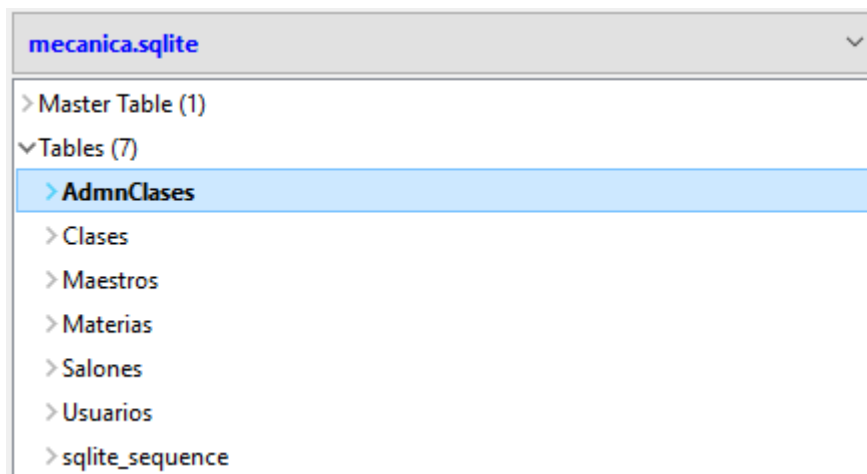 mecanica.sqlite
Master Table (1)
Tables (7)
AdmnClases
Clases
Maestros
Materias
Salones
Usuarios
sqlite_sequence